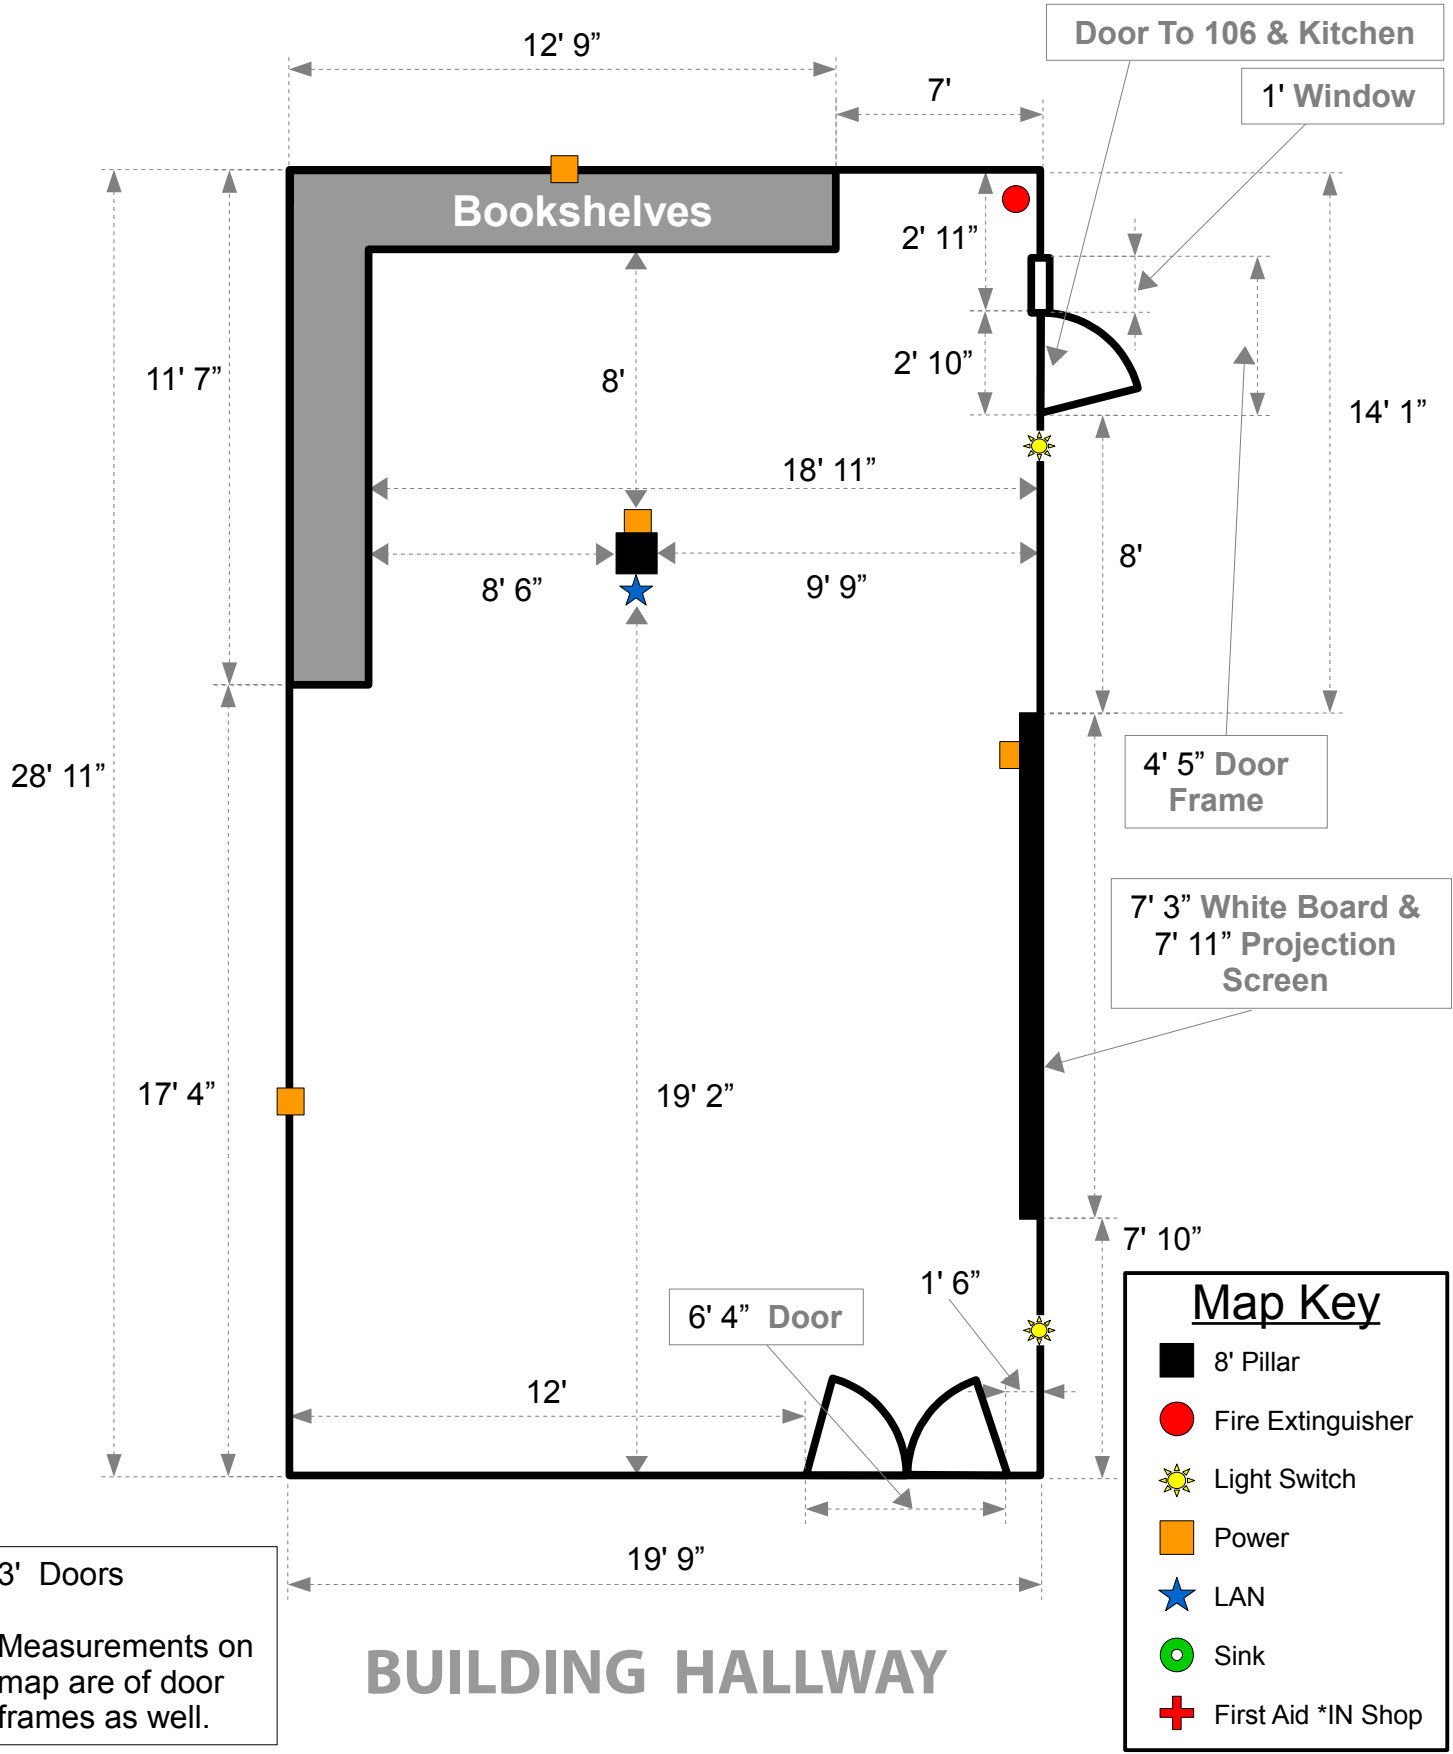 12' 9”
Door To 106 & Kitchen
7'
1' Window
Bookshelves
2' 11”
11' 7”
8'
2' 10”
14' 1”
18' 11”
8' 6”
9' 9”
8'
28' 11”
4' 5” Door
Frame
7' 3” White Board &
7' 11” Projection
Screen
17' 4”
19' 2”
7' 10”
1' 6”
6' 4” Door
12'
19' 9”
3' Doors
Measurements on
map are of door
frames as well.
BUILDING HALLWAY
Map Key
8' Pillar
Fire Extinguisher
Light Switch
Power
LAN
Sink
First Aid *IN Shop